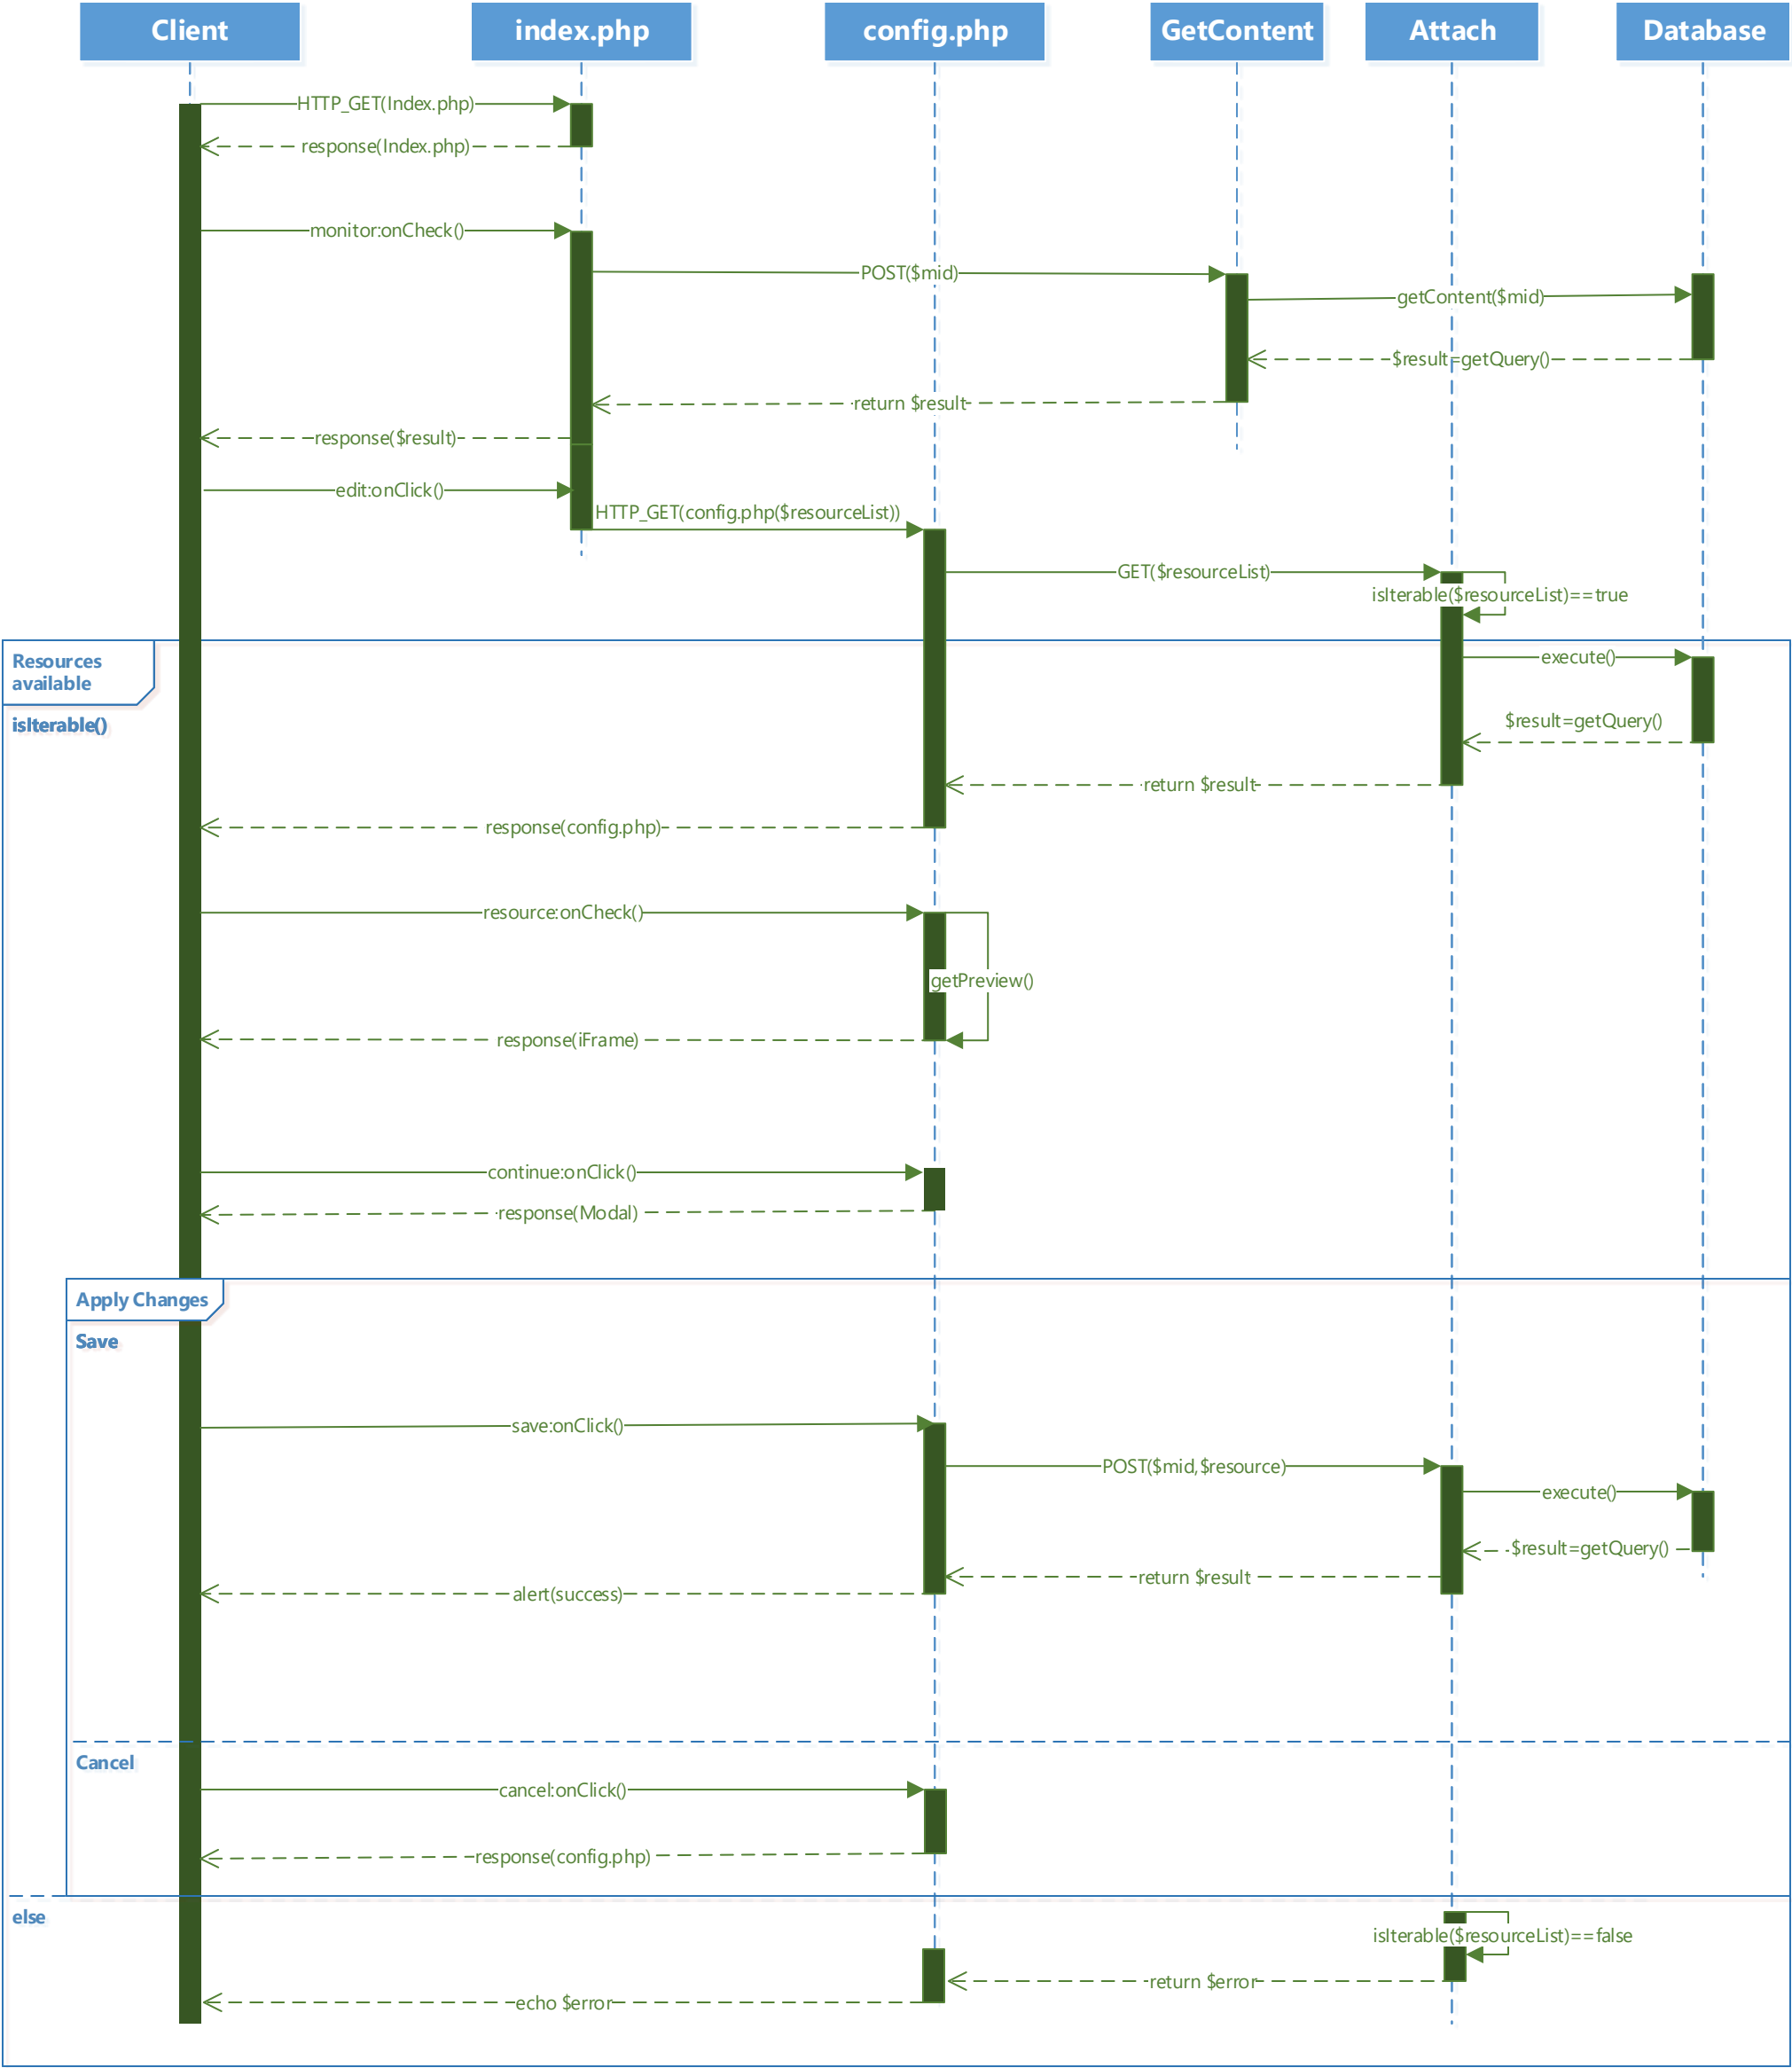 Client
index.php
config.php
GetContent
Attach
Database
HTTP_GET(Index.php)
response(Index.php)
monitor:onCheck()
POST($mid)
getContent($mid)
$result=getQuery()
return $result
response($result)
edit:onClick()
HTTP_GET(config.php($resourceList))
GET($resourceList)
isIterable($resourceList)==true
Resources
available
isIterable()
execute()
$result=getQuery()
return $result
response(config.php)
resource:onCheck()
getPreview()
response(iFrame)
continue:onClick()
response(Modal)
Apply Changes
Save
save:onClick()
POST($mid,$resource)
execute()
$result=getQuery()
return $result
alert(success)
Cancel
cancel:onClick()
response(config.php)
else
isIterable($resourceList)==false
return $error
echo $error